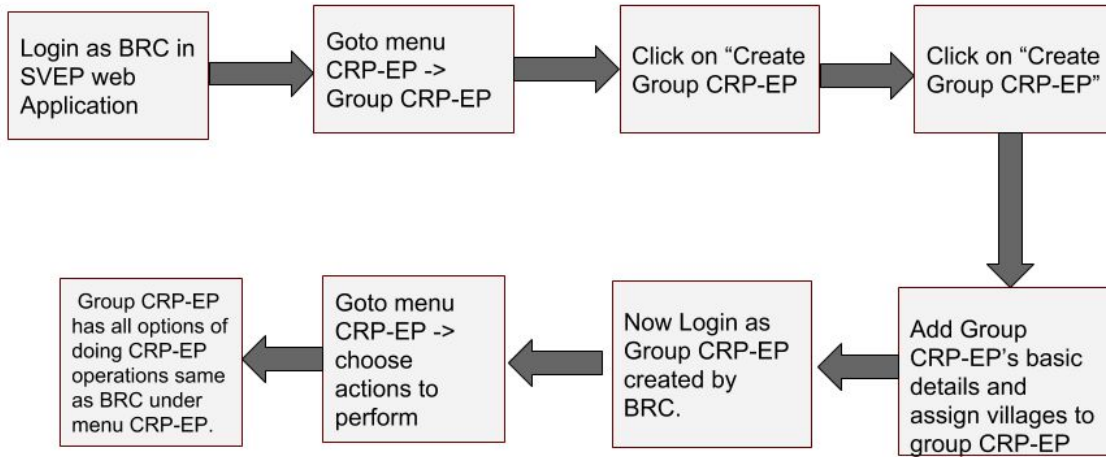 Login as BRC in
SVEP web
Application
Goto menu
CRP-EP ->
Group CRP-EP
Click on “Create
Group CRP-EP
Click on “Create
Group CRP-EP”
Add Group
CRP-EP’s basic
details and
assign villages to
group CRP-EP
Now Login as
Group CRP-EP
created by
BRC.
Goto menu
CRP-EP ->
choose
actions to
perform
Group CRP-EP
has all options of
doing CRP-EP
operations same
as BRC under
menu CRP-EP.